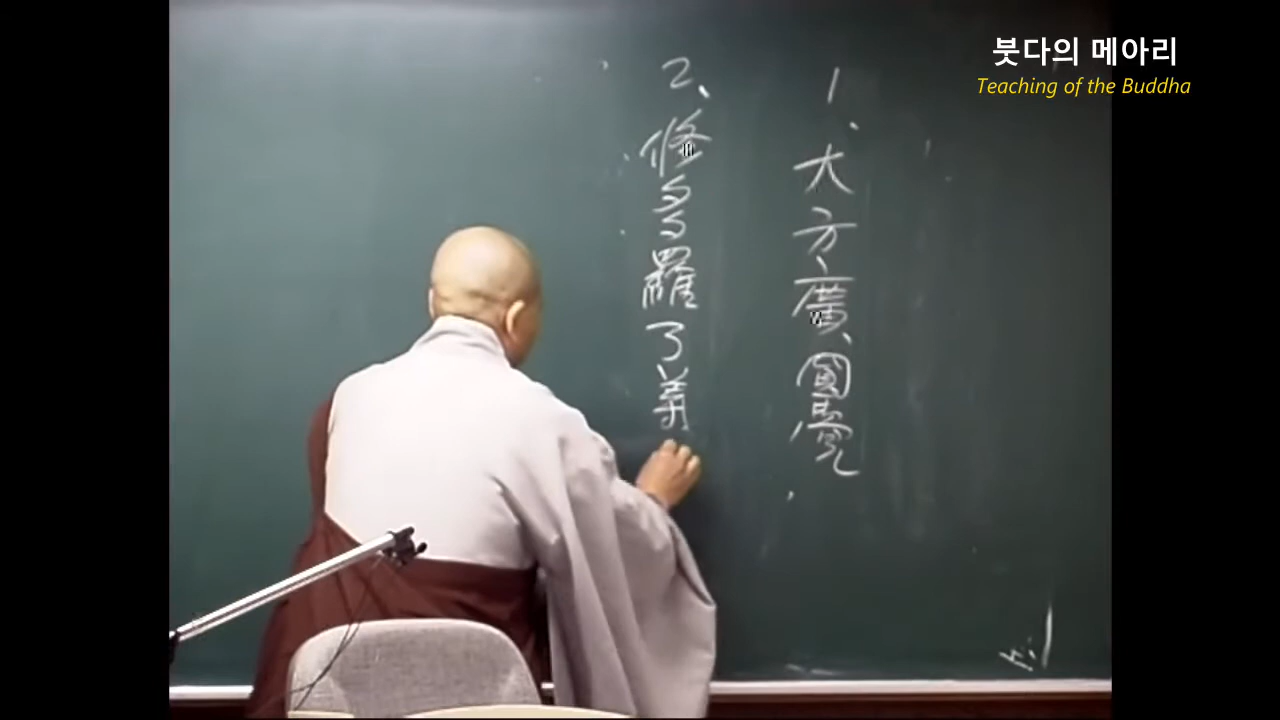 붓다의 메아리
Teaching of the Buddha
1、大方廣、圓覺
2、修多羅了義